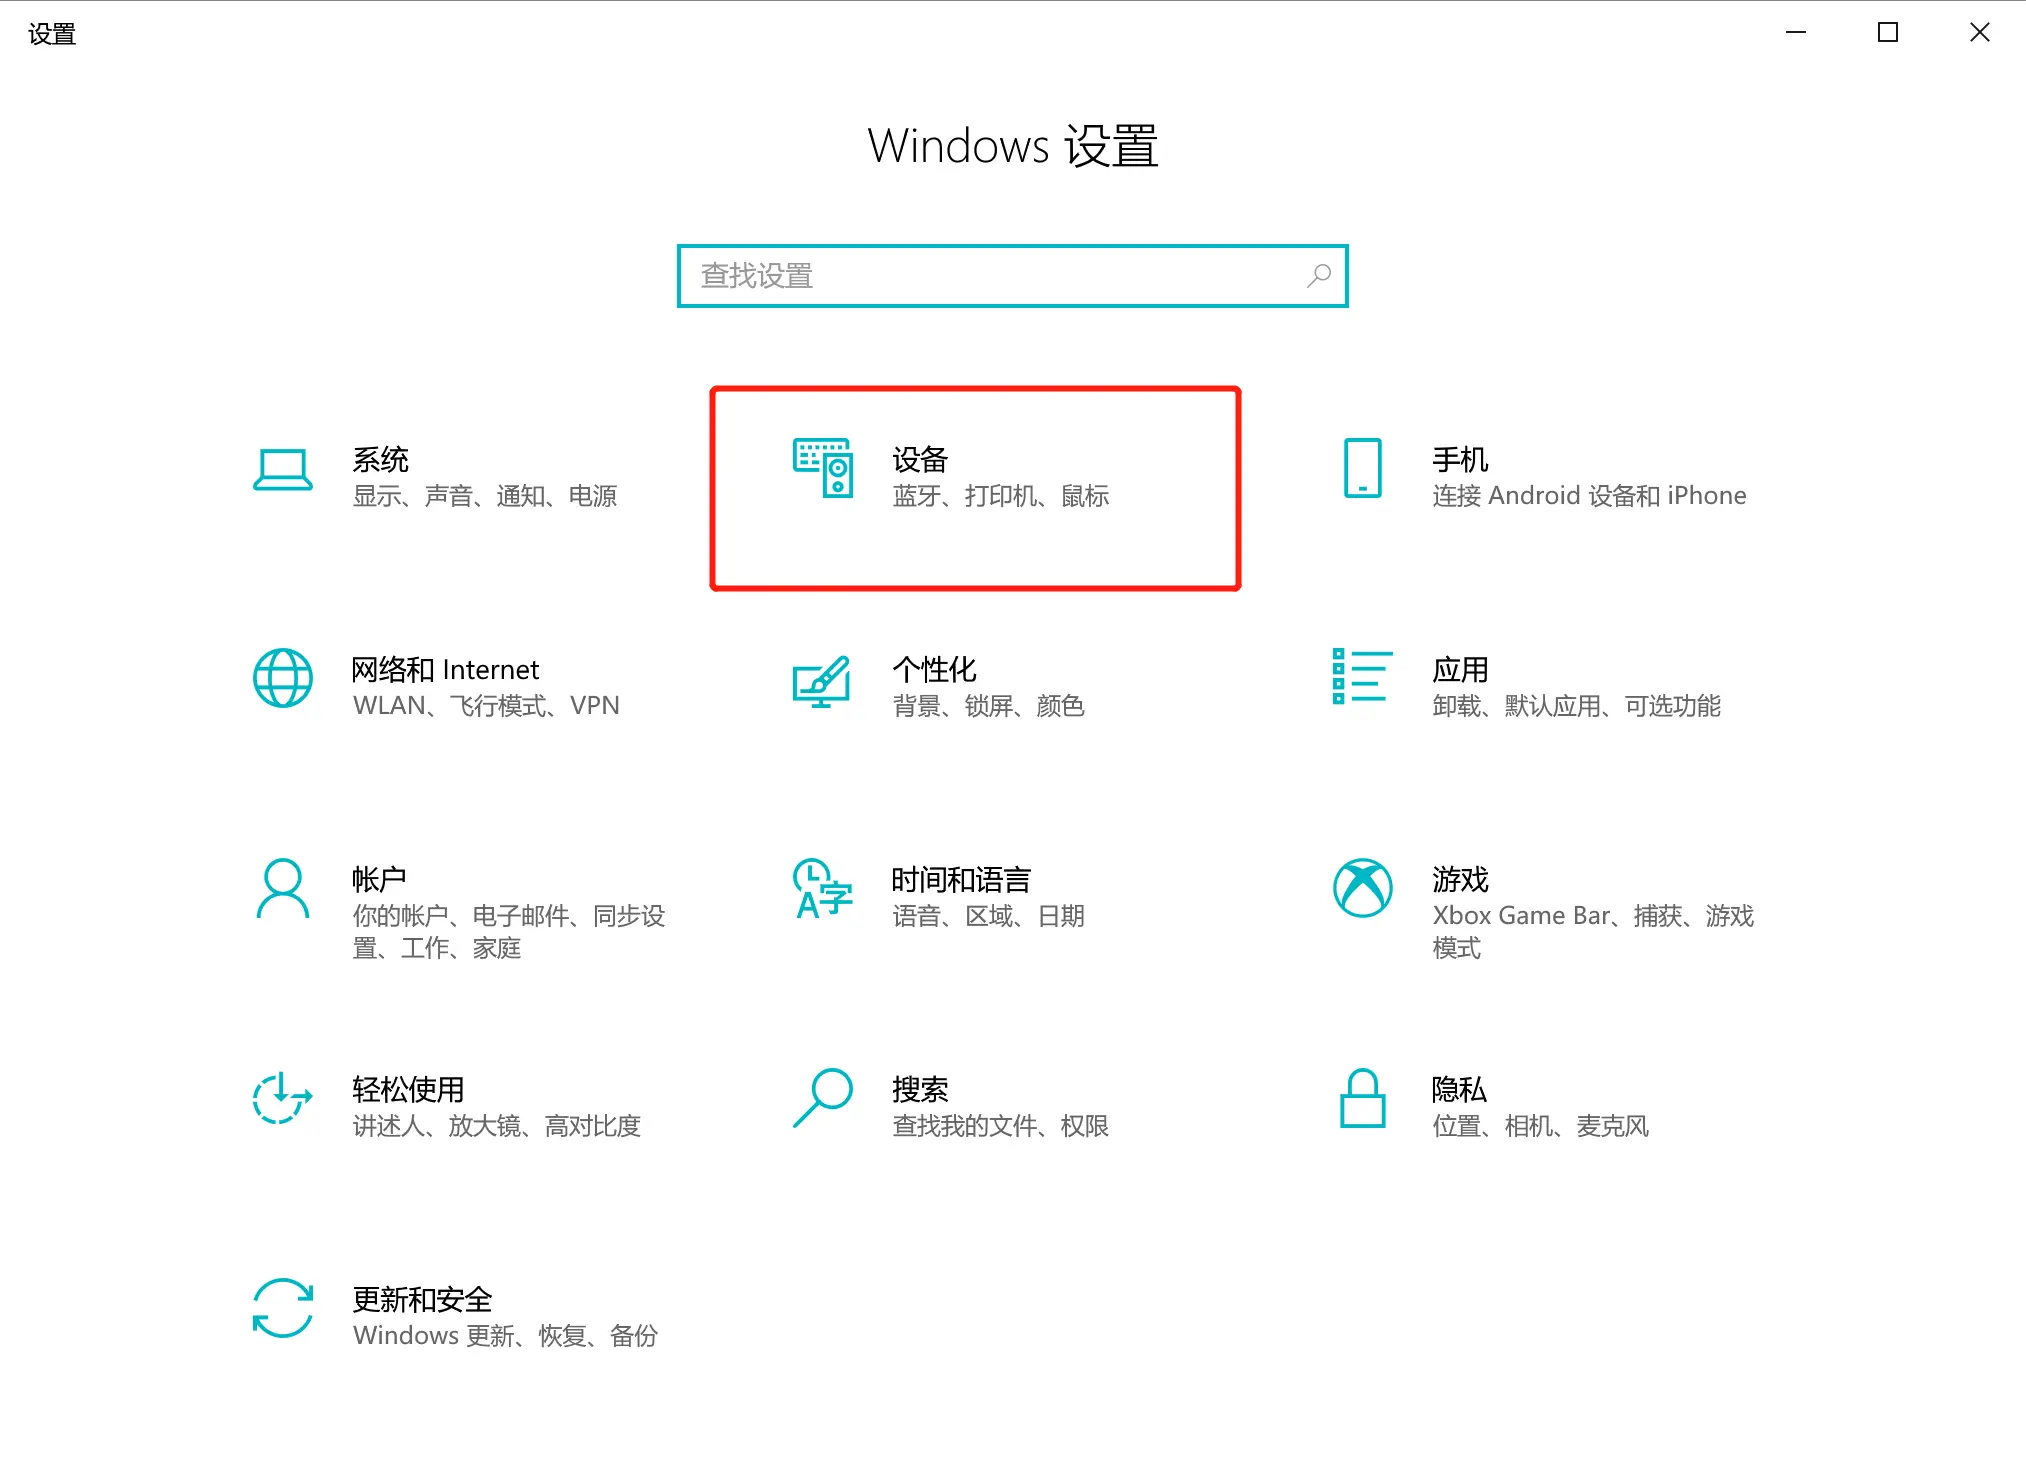 设置
Windows 设置
查找设置
系统
显示、声音、通知、电源
设备
蓝牙、打印机、鼠标
手机
连接 Android 设备和 iPhone
网络和 Internet
WLAN、飞行模式、VPN
个性化
背景、锁屏、颜色
应用
卸载、默认应用、可选功能
帐户
你的帐户、电子邮件、同步设
置、工作、家庭
时间和语言
语音、区域、日期
游戏
Xbox Game Bar、捕获、游戏
模式
轻松使用
讲述人、放大镜、高对比度
搜索
查找我的文件、权限
隐私
位置、相机、麦克风
更新和安全
Windows 更新、恢复、备份